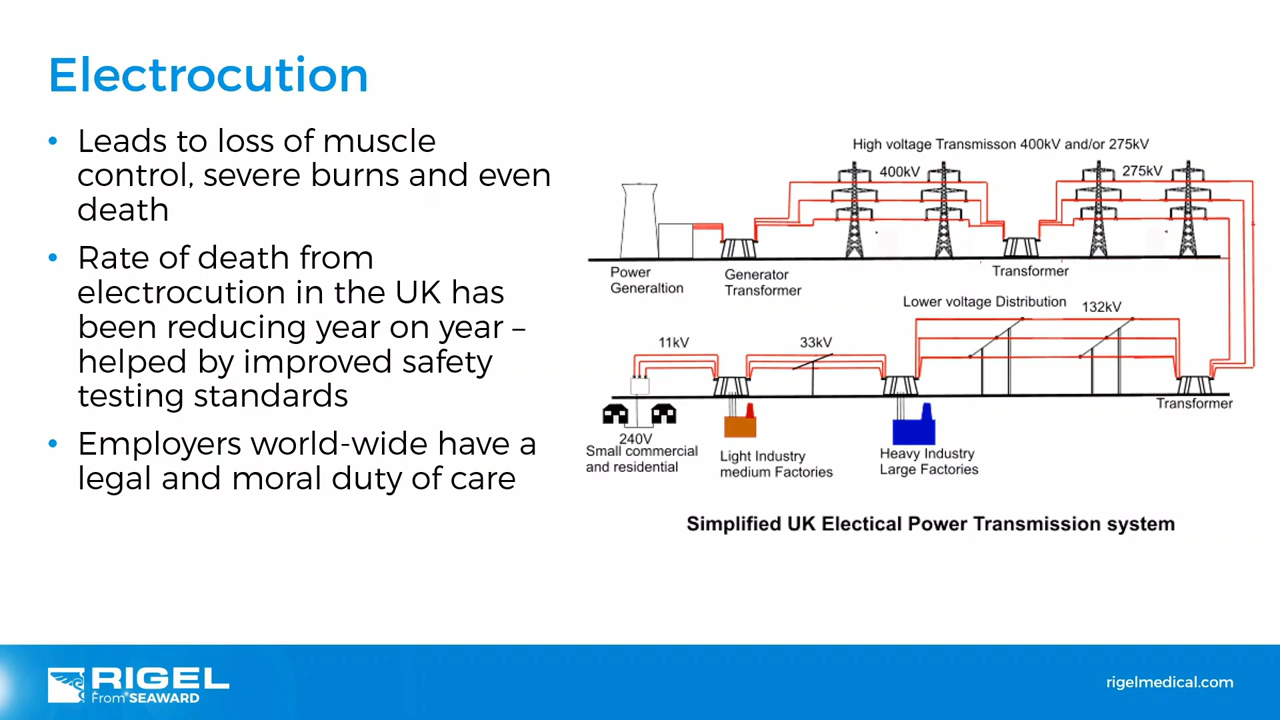 Electrocution
• Leads to loss of muscle
control, severe burns and even
death
• Rate of death from
electrocution in the UK has
been reducing year on year –
helped by improved safety
testing standards
• Employers world-wide have a
legal and moral duty of care
High voltage Transmisson 400kV and/or 275kV
400kV
275kV
Power
Generaltion
Generator
Transformer
Transformer
Lower voltage Distribution
132kV
11kV
33kV
Transformer
240V
Small commercial
and residential
Light Industry
medium Factories
Heavy Industry
Large Factories
Simplified UK Electical Power Transmission system
RIGEL
From SEAWARD
rigelmedical.com